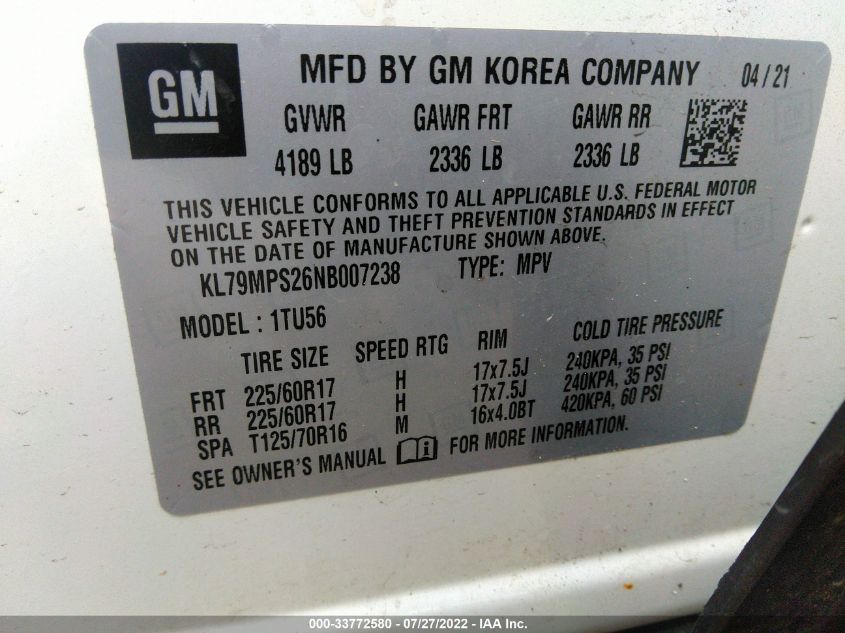 GM
MFD BY GM KOREA COMPANY 04/21
GVWR GAWR FRT GAWR RR
4189 LB 2336 LB 2336 LB
THIS VEHICLE CONFORMS TO ALL APPLICABLE U.S. FEDERAL MOTOR
VEHICLE SAFETY AND THEFT PREVENTION STANDARDS IN EFFECT
ON THE DATE OF MANUFACTURE SHOWN ABOVE.
KL79MPS26NB007238 TYPE: MPV
MODEL : 1TU56
TIRE SIZE SPEED RTG RIM COLD TIRE PRESSURE
FRT 225/60R17 H 17x7.5J 240KPA, 35 PSI
RR 225/60R17 H 17x7.5J 240KPA, 35 PSI
SPA T125/70R16 M 16x4.0BT 420KPA, 60 PSI
SEE OWNER'S MANUAL i FOR MORE INFORMATION.
000-33772580 - 07/27/2022 - IAA Inc.